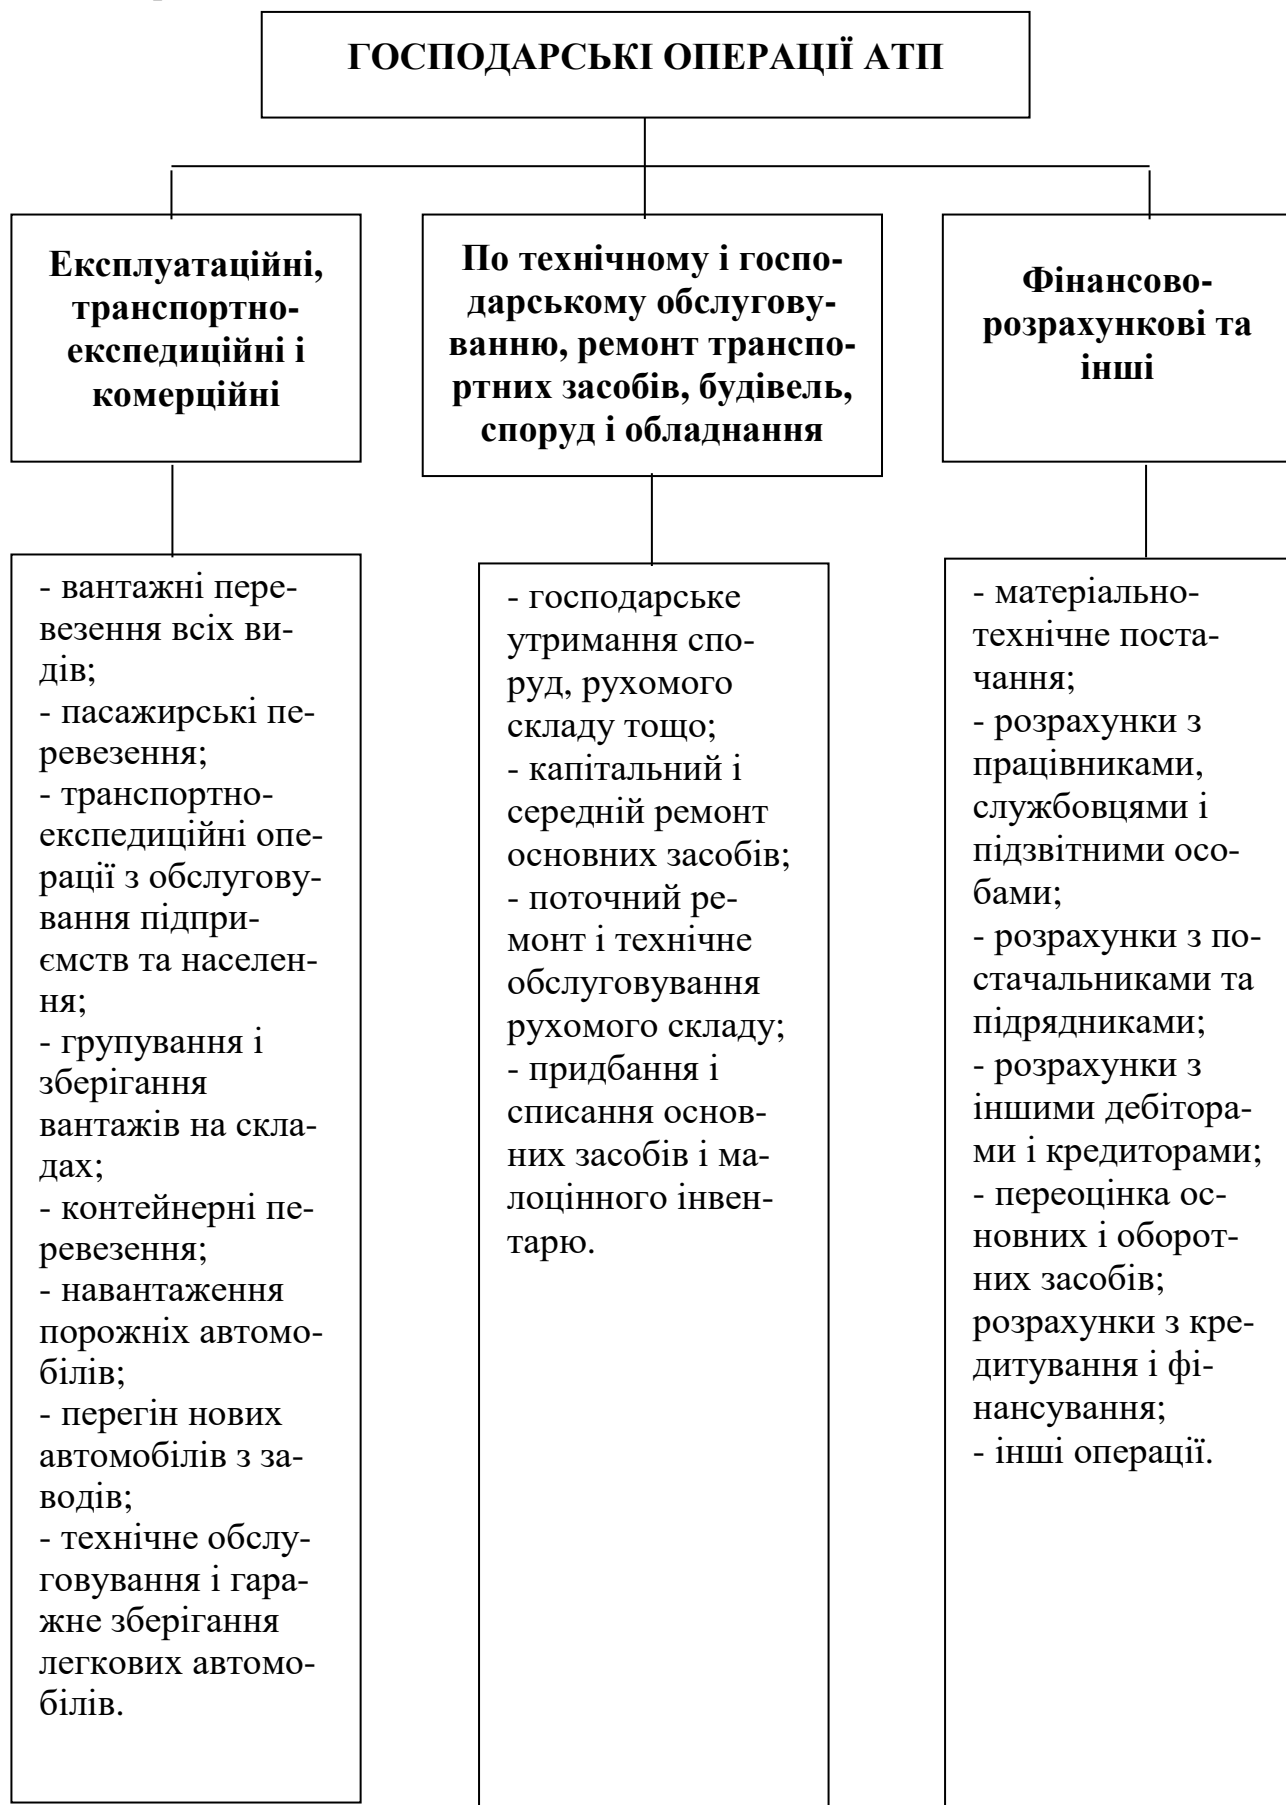 ГОСПОДАРСЬКІ ОПЕРАЦІЇ АТП
Експлуатаційні,
транспортно-
експедиційні і
комерційні
По технічному і госпо-
дарському обслугову-
ванню, ремонт транспо-
ртних засобів, будівель,
споруд і обладнання
Фінансово-
розрахункові та
інші
- вантажні пере-
везення всіх ви-
дів;
- пасажирські пе-
ревезення;
- транспортно-
експедиційні опе-
рації з обслугову-
вання підпри-
ємств та населен-
ня;
- групування і
зберігання
вантажів на скла-
дах;
- контейнерні пе-
ревезення;
- навантаження
порожніх автомо-
білів;
- перегін нових
автомобілів з за-
водів;
- технічне обслу-
говування і гара-
жне зберігання
легкових автомо-
білів.
- господарське
утримання спо-
руд, рухомого
складу тощо;
- капітальний і
середній ремонт
основних засобів;
- поточний ре-
монт і технічне
обслуговування
рухомого складу;
- придбання і
списання основ-
них засобів і ма-
лоцінного інвен-
тарю.
- матеріально-
технічне поста-
чання;
- розрахунки з
працівниками,
службовцями і
підзвітними осо-
бами;
- розрахунки з по-
стачальниками та
підрядниками;
- розрахунки з
іншими дебітора-
ми і кредиторами;
- переоцінка ос-
новних і оборот-
них засобів;
розрахунки з кре-
дитування і фі-
нансування;
- інші операції.